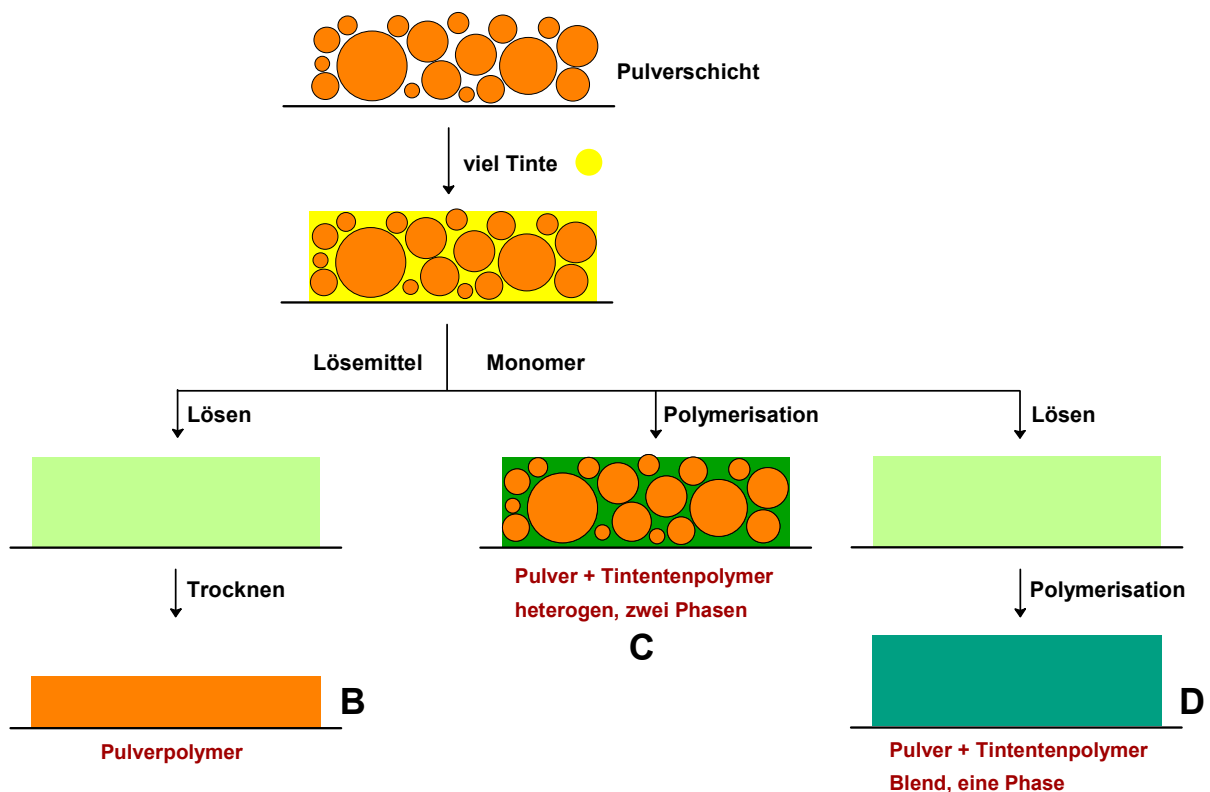 Pulverschicht
viel Tinte
Lösemittel
Monomer
Lösen
Polymerisation
Lösen
Pulver + Tintentenpolymer
heterogen, zwei Phasen
C
Trocknen
Polymerisation
B
D
Pulverpolymer
Pulver + Tintentenpolymer
Blend, eine Phase